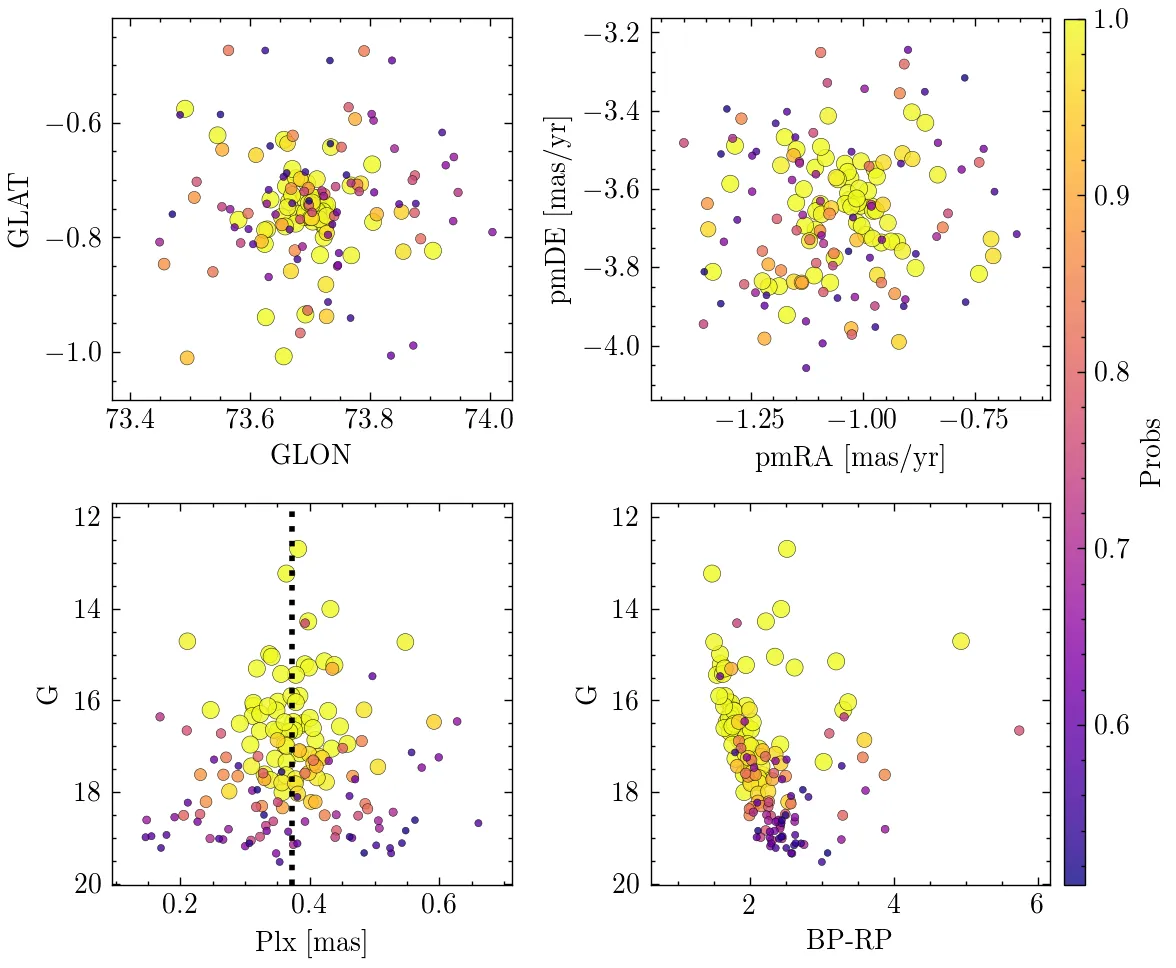 −0.6
−0.8
−1.0
GLAT
73.4 73.6 73.8 74.0
GLON
−3.2
−3.4
−3.6
−3.8
−4.0
pmDE [mas/yr]
−1.25 −1.00 −0.75
pmRA [mas/yr]
1.0
0.9
0.8
0.7
0.6
Probs
12
14
16
18
20
G
0.2 0.4 0.6
Plx [mas]
12
14
16
18
20
G
2 4 6
BP-RP